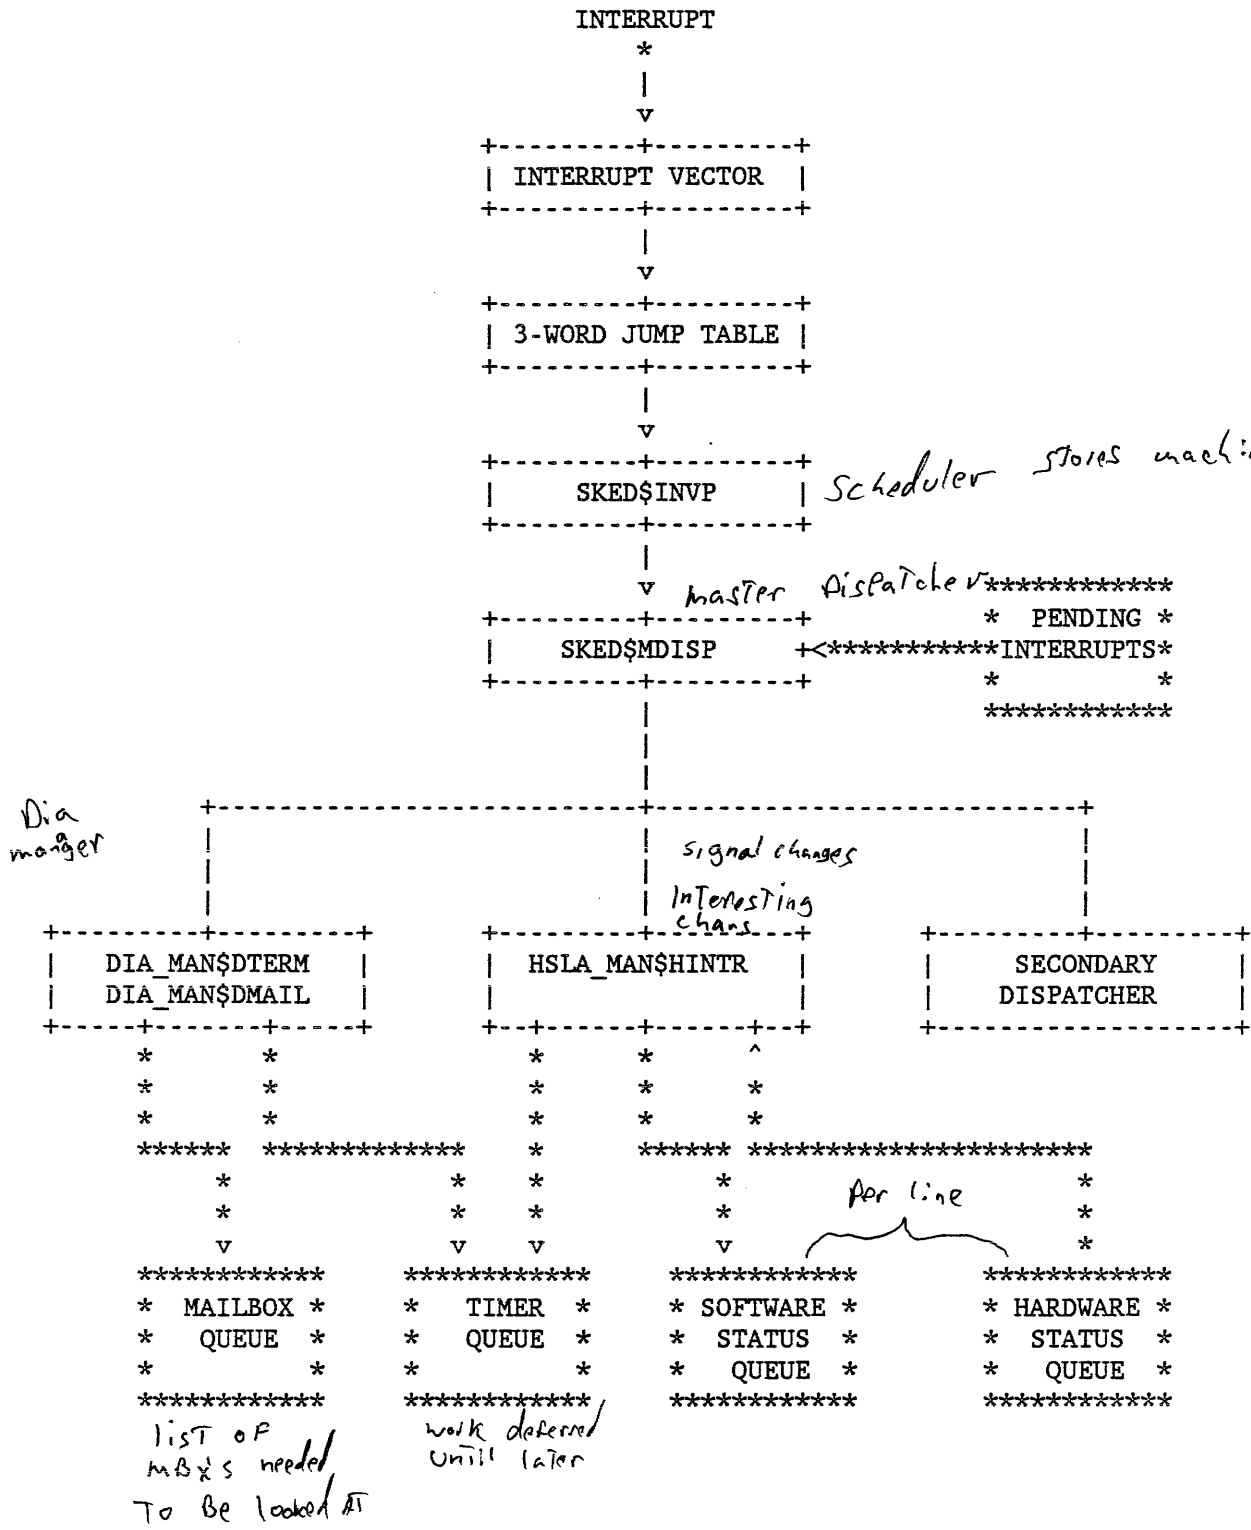 INTERRUPT
INTERRUPT VECTOR
3-WORD JUMP TABLE
SKED$INVP
Scheduler stores
master Dispatcher
PENDING
SKED$MDISP
INTERRUPTS
Dia
manager
signal changes
Interesting
chans
DIA_MAN$DTERM
DIA_MAN$DMAIL
HSLA_MAN$HINTR
SECONDARY
DISPATCHER
Per line
MAILBOX
QUEUE
TIMER
QUEUE
SOFTWARE
STATUS
QUEUE
HARDWARE
STATUS
QUEUE
list of
MBX's needed
To Be looked AT
work deferred
Untill later